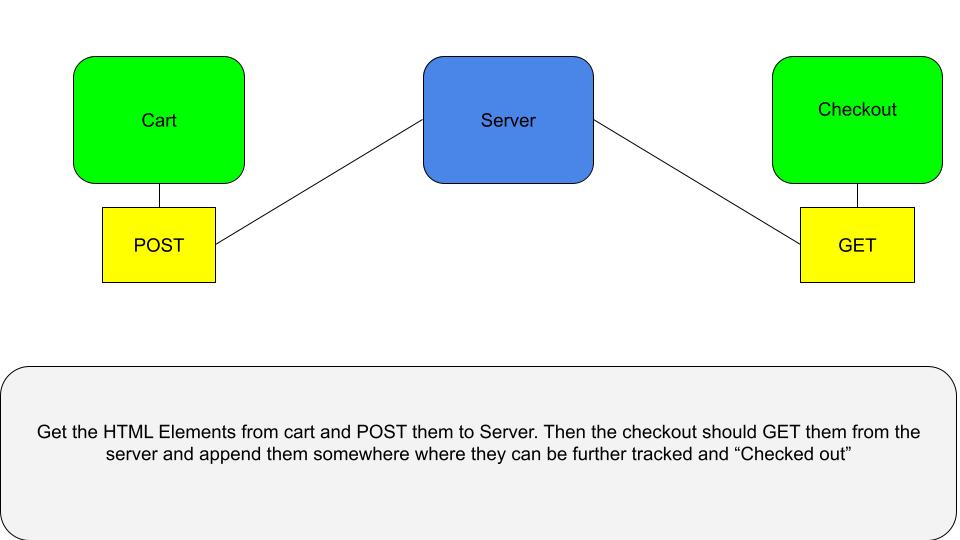 Cart
Server
Checkout
POST
GET
Get the HTML Elements from cart and POST them to Server. Then the checkout should GET them from the
server and append them somewhere where they can be further tracked and “Checked out”